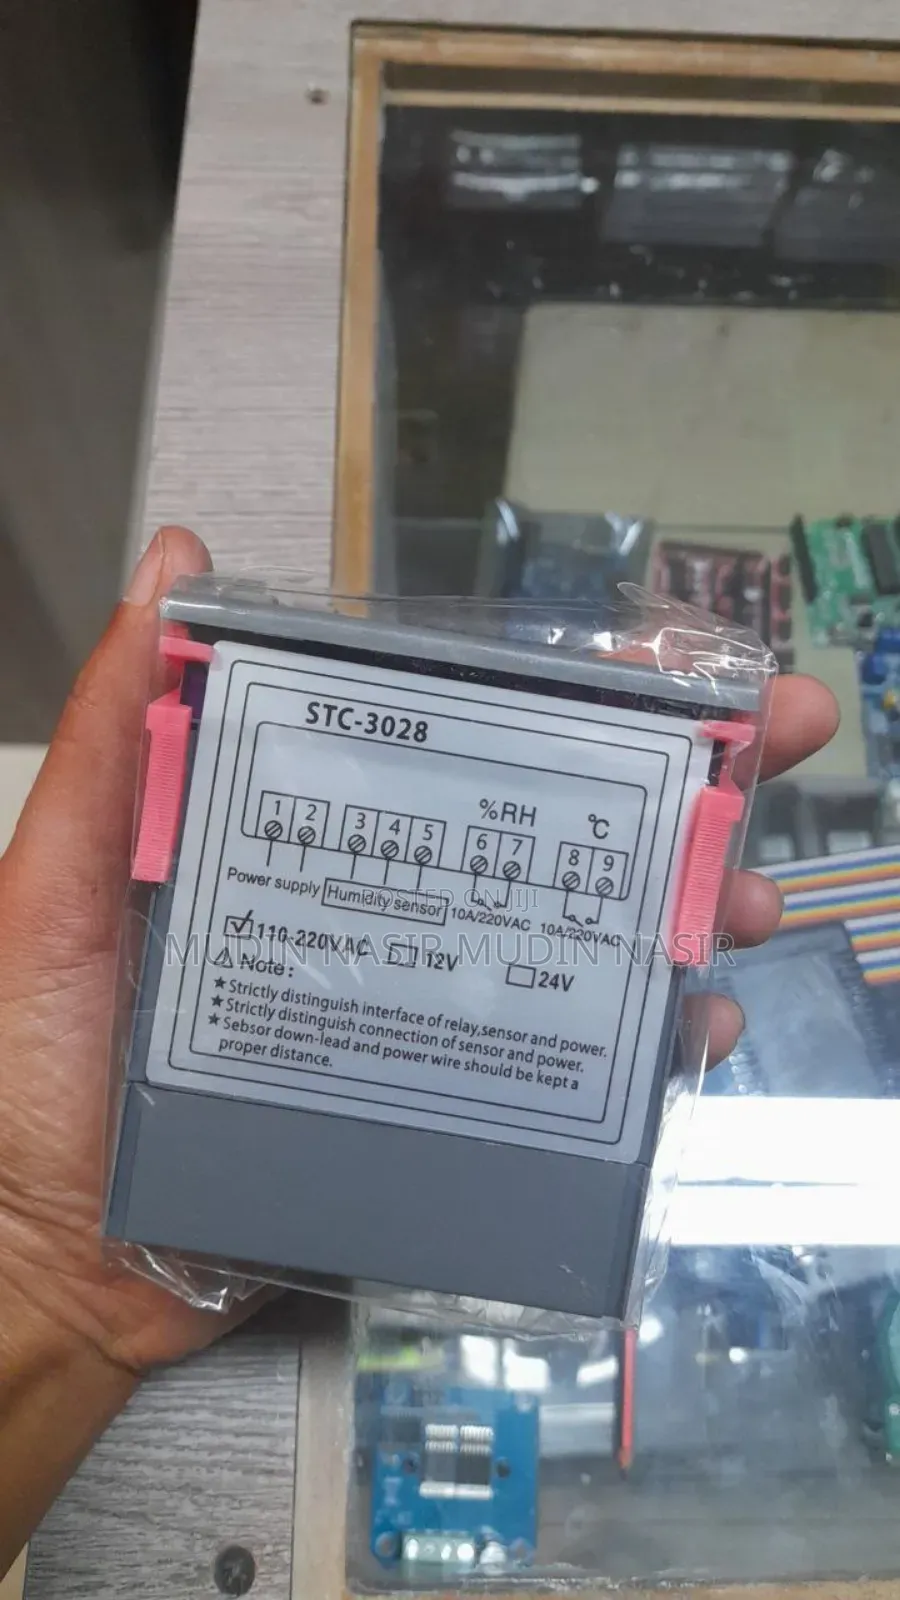 STC-3028
%RH
℃
1 2 3 4 5 6 7 8 9
Power supply Humidity sensor 10A/220VAC 10A/220VAC
POSTED ON JIJI
MUDIN NASIR MUDIN NASIR
110-220VAC 12V 24V
Note:
★Strictly distinguish interface of relay,sensor and power.
★Strictly distinguish connection of sensor and power.
★Sebsor down-lead and power wire should be kept a
proper distance.